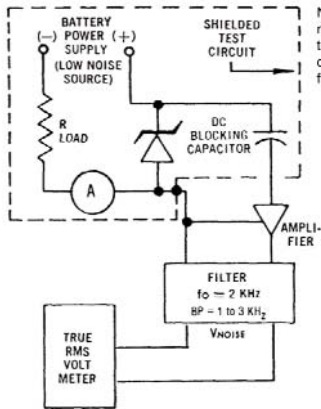 BATTERY
POWER
SUPPLY
(LOW NOISE
SOURCE)
(−)
(+)
SHIELDED
TEST
CIRCUIT
R
LOAD
DC
BLOCKING
CAPACITOR
A
AMPLI-
FIER
FILTER
fo = 2 KHz
BP = 1 to 3 KHz
VNOISE
TRUE
RMS
VOLT
METER